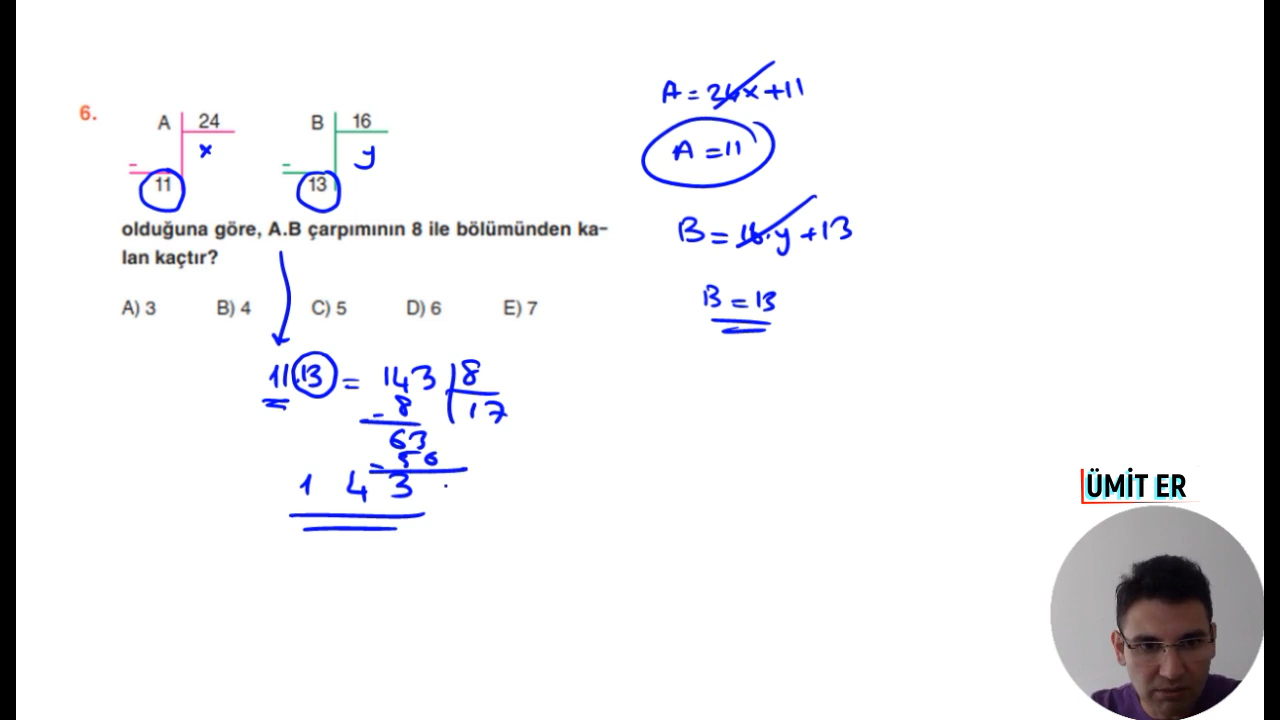 6.
A 24
x
11
B 16
y
13
olduğuna göre, A.B çarpımının 8 ile bölümünden ka-
lan kaçtır?
A) 3 B) 4 C) 5 D) 6 E) 7
11.13 = 143 8
- 8 17
63
- 56
1 4 3
A = 24x + 11
A = 11
B = 16.y + 13
B = 13
ÜMİT ER